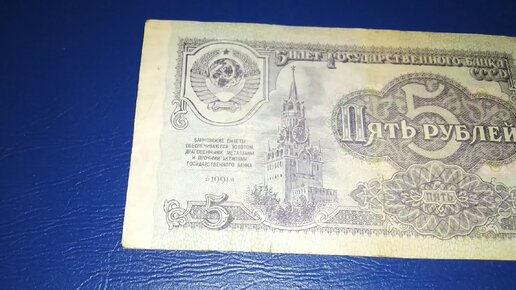 БИЛЕТ ГОСУДАРСТВЕННОГО БАНКА
СССР
БАНКОВСКИЕ БИЛЕТЫ
ОБЕСПЕЧИВАЮТСЯ ЗОЛОТОМ,
ДРАГОЦЕННЫМИ МЕТАЛЛАМИ
И ПРОЧИМИ АКТИВАМИ
ГОСУДАРСТВЕННОГО БАНКА
1991
5
ПЯТЬ РУБЛЕЙ
5
ПЯТЬ